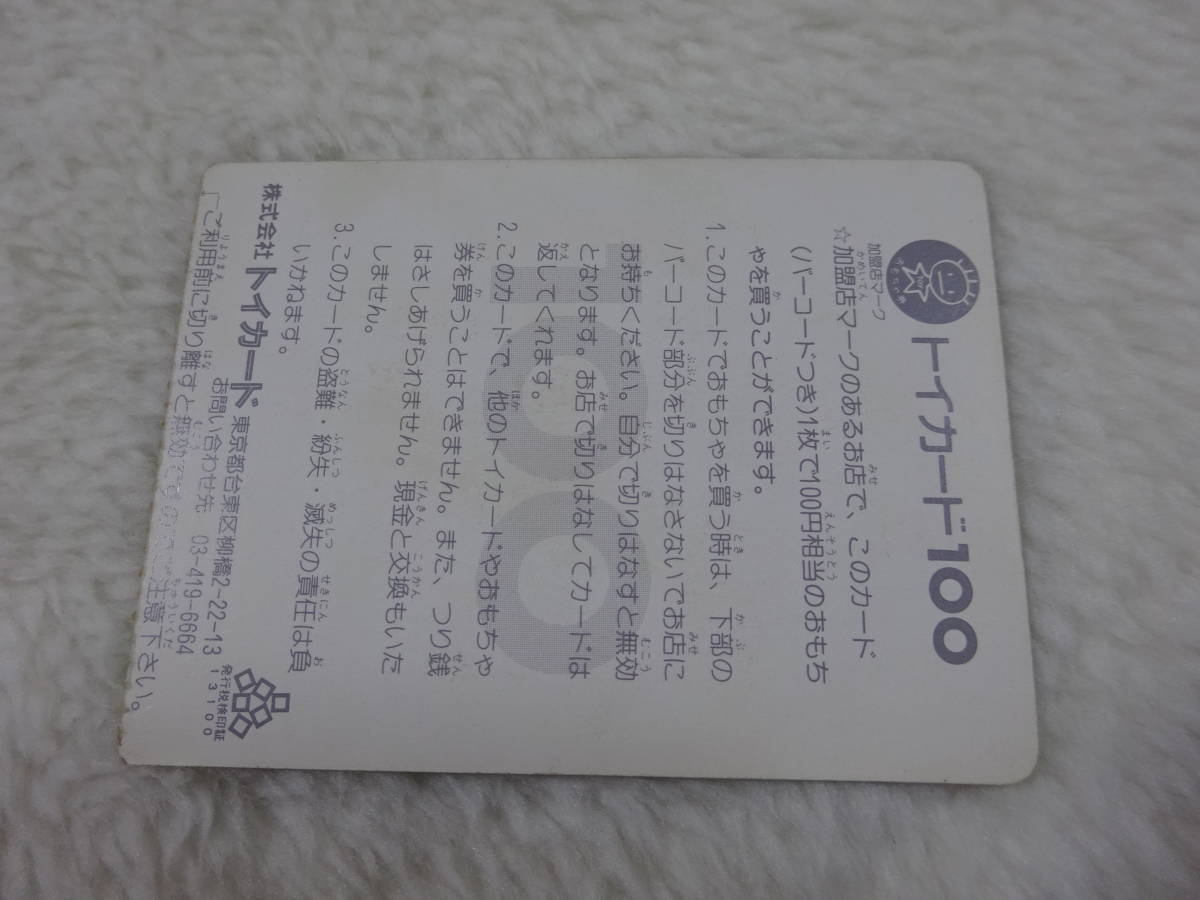 トイカード100
加盟店マーク
☆加盟店マークのあるお店で、このカード
(バーコードつき)1枚で100円相当のおもち
ゃを買うことができます。
1.このカードでおもちゃを買う時は、下部の
バーコード部分を切りはなさないでお店に
お持ちください。自分で切りはなすと無効
となります。お店で切りはなしてカードは
返してくれます。
2.このカードで、他のトイカードやおもちゃ
券を買うことはできません。また、つり銭
はさしあげられません。現金と交換もいた
しません。
3.このカードの盗難・紛失・滅失の責任は負
いかねます。
株式会社 トイカード 東京都台東区柳橋2-22-13
お問い合わせ先 03-419-6664
発行税検印証
13100
「ご利用前に切り離すと無効です
注意下さい。
100